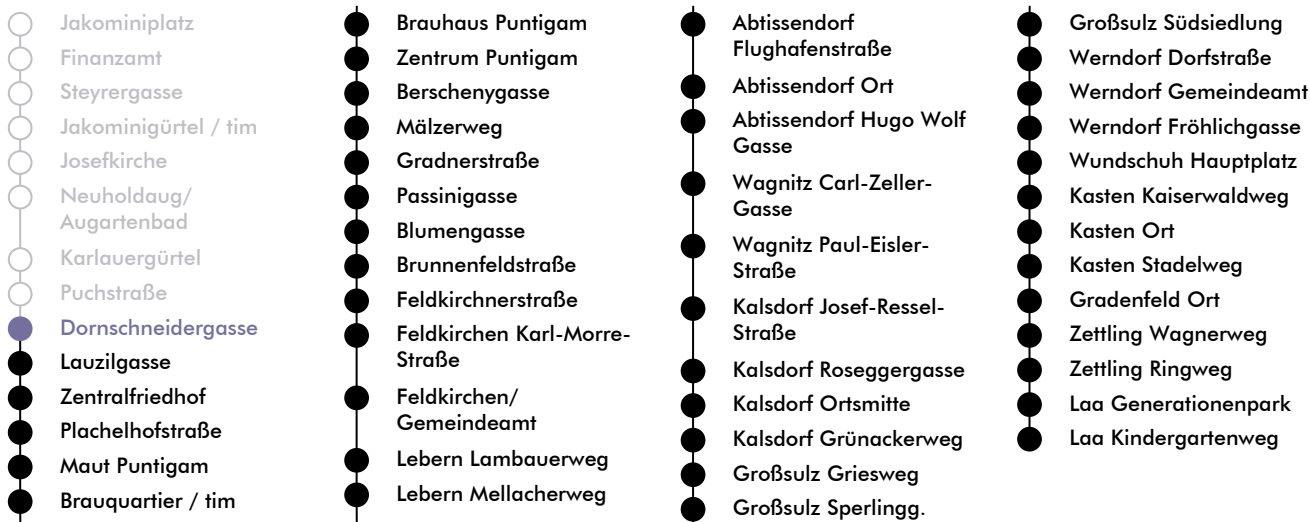 Jakominiplatz
Finanzamt
Steyrergasse
Jakominigürtel / tim
Josefkirche
Neuholdaug/
Augartenbad
Karlauergürtel
Puchstraße
Dornschneidergasse
Lauzilgasse
Zentralfriedhof
Plachelhofstraße
Maut Puntigam
Brauquartier / tim
Brauhaus Puntigam
Zentrum Puntigam
Berschenygasse
Mälzerweg
Gradnerstraße
Passinigasse
Blumengasse
Brunnenfeldstraße
Feldkirchnerstraße
Feldkirchen Karl-Morre-
Straße
Feldkirchen/
Gemeindeamt
Lebern Lambauerweg
Lebern Mellacherweg
Abtissendorf
Flughafenstraße
Abtissendorf Ort
Abtissendorf Hugo Wolf
Gasse
Wagnitz Carl-Zeller-
Gasse
Wagnitz Paul-Eisler-
Straße
Kalsdorf Josef-Ressel-
Straße
Kalsdorf Roseggergasse
Kalsdorf Ortsmitte
Kalsdorf Grünackerweg
Großsulz Griesweg
Großsulz Sperlingg.
Großsulz Südsiedlung
Werndorf Dorfstraße
Werndorf Gemeindeamt
Werndorf Fröhlichgasse
Wundschuh Hauptplatz
Kasten Kaiserwaldweg
Kasten Ort
Kasten Stadelweg
Gradenfeld Ort
Zettling Wagnerweg
Zettling Ringweg
Laa Generationenpark
Laa Kindergartenweg